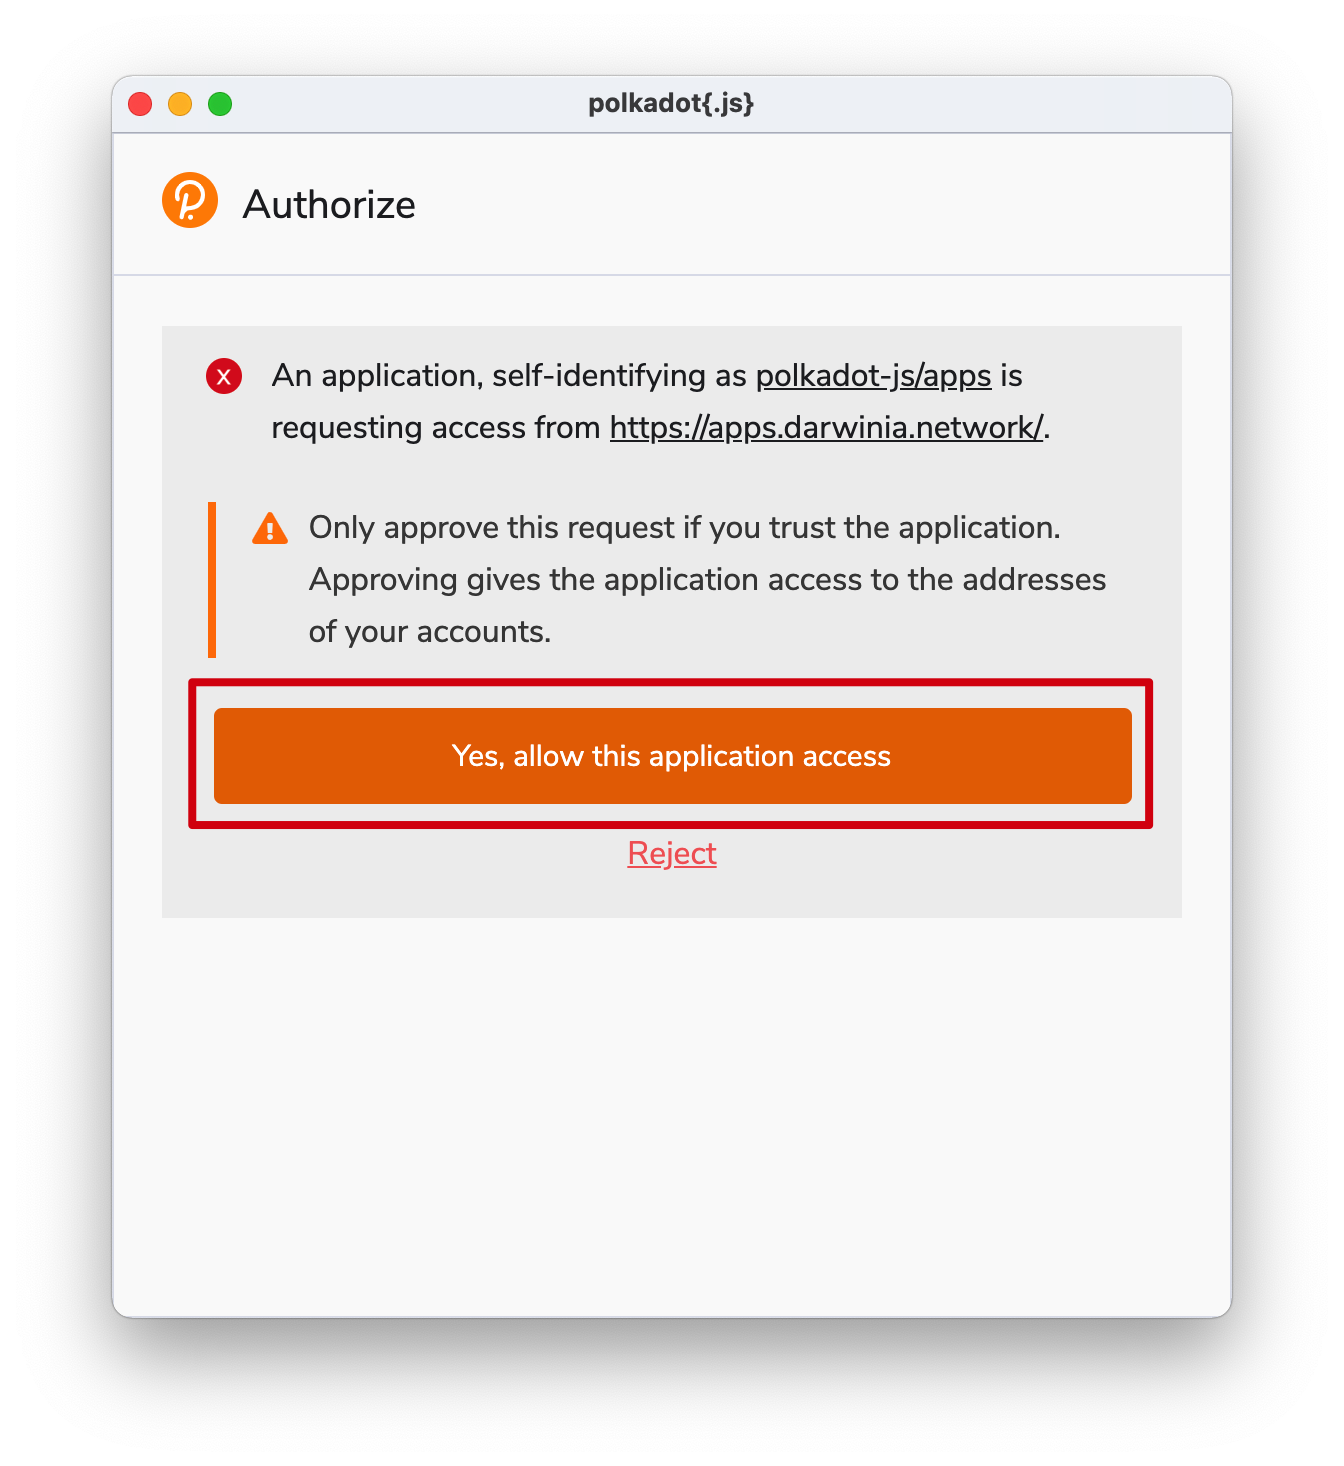 polkadot{.js}
Authorize
X
An application, self-identifying as polkadot-js/apps is
requesting access from https://apps.darwinia.network/.
Only approve this request if you trust the application.
Approving gives the application access to the addresses
of your accounts.
Yes, allow this application access
Reject